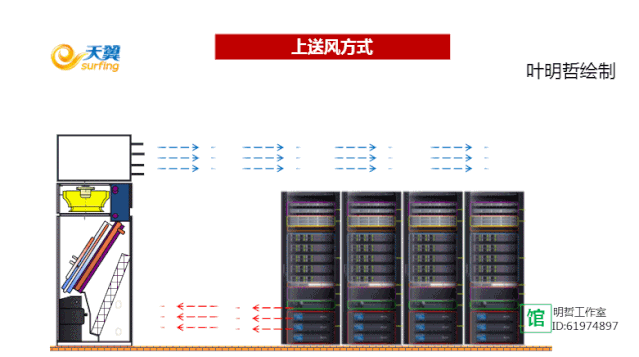 天翼
surfing
上送风方式
叶明哲绘制
馆
明哲工作室
ID:61974897